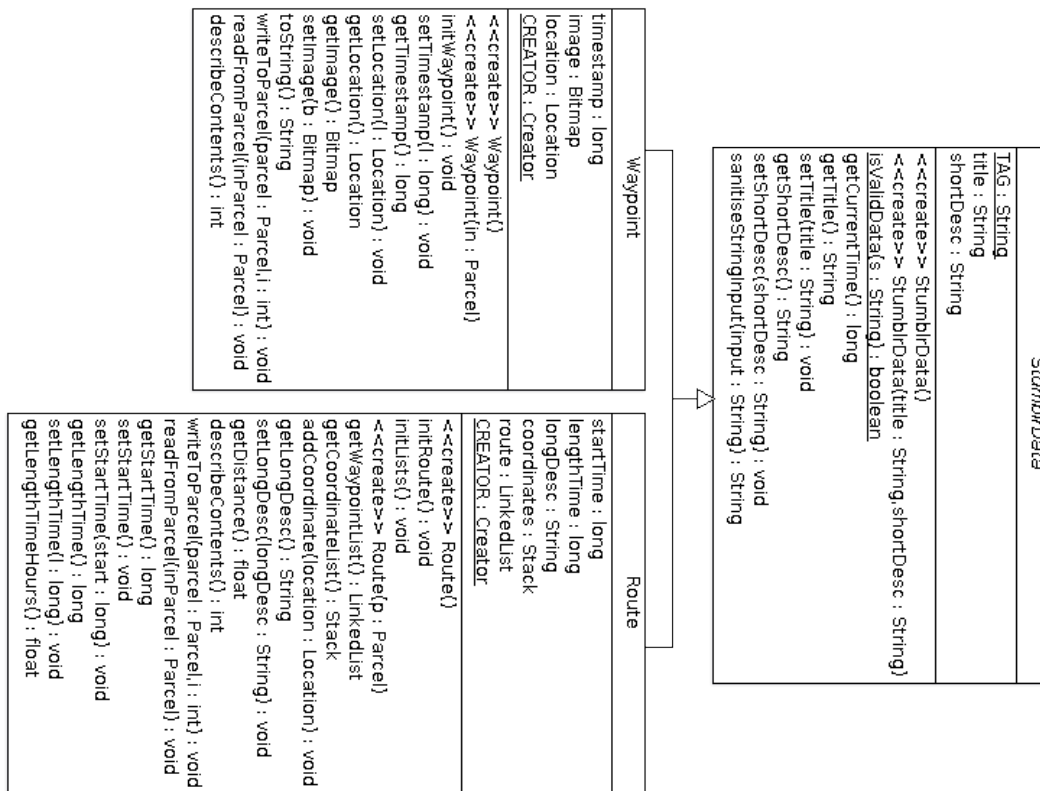 StumblrData
TAG : String
title : String
shortDesc : String
<<create>> StumblrData()
<<create>> StumblrData(title : String,shortDesc : String)
isValidData(s : String) : boolean
getCurrentTime() : long
getTitle() : String
setTitle(title : String) : void
getShortDesc() : String
setShortDesc(shortDesc : String) : void
sanitiseStringInput(input : String) : String
Waypoint
timestamp : long
image : Bitmap
location : Location
CREATOR : Creator
<<create>> Waypoint()
<<create>> Waypoint(in : Parcel)
initWaypoint() : void
setTimestamp(l : long) : void
getTimestamp() : long
setLocation(l : Location) : void
getLocation() : Location
getImage() : Bitmap
setImage(b : Bitmap) : void
toString() : String
writeToParcel(parcel : Parcel,i : int) : void
readFromParcel(inParcel : Parcel) : void
describeContents() : int
Route
startTime : long
lengthTime : long
longDesc : String
coordinates : Stack
route : LinkedList
CREATOR : Creator
<<create>> Route()
initRoute() : void
initLists() : void
<<create>> Route(p : Parcel)
getWaypointList() : LinkedList
getCoordinateList() : Stack
addCoordinate(location : Location) : void
getLongDesc() : String
setLongDesc(longDesc : String) : void
getDistance() : float
describeContents() : int
writeToParcel(parcel : Parcel,i : int) : void
readFromParcel(inParcel : Parcel) : void
getStartTime() : long
setStartTime() : void
setStartTime(start : long) : void
getLengthTime() : long
setLengthTime(l : long) : void
getLengthTimeHours() : float